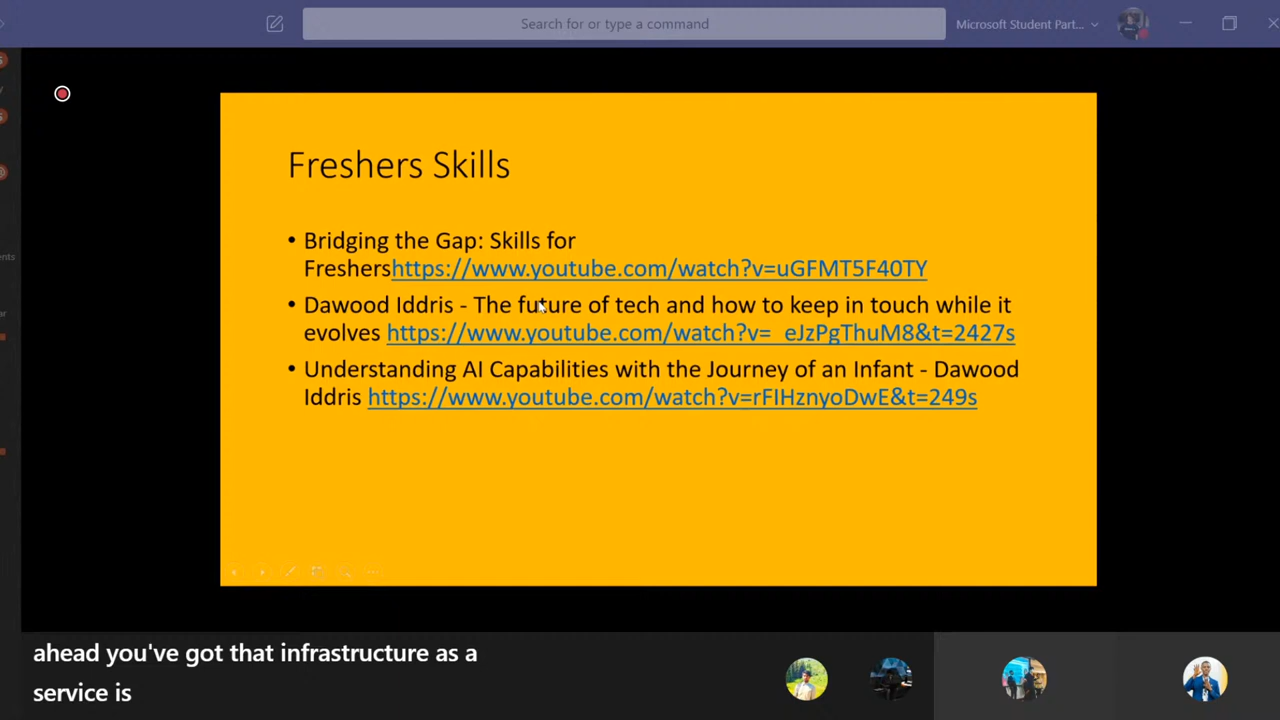 Search for or type a command
Microsoft Student Part...
Freshers Skills
• Bridging the Gap: Skills for
Freshershttps://www.youtube.com/watch?v=uGFMT5F40TY
• Dawood Iddris - The future of tech and how to keep in touch while it
evolves https://www.youtube.com/watch?v=_eJzPgThuM8&t=2427s
• Understanding AI Capabilities with the Journey of an Infant - Dawood
Iddris https://www.youtube.com/watch?v=rFIHznyoDwE&t=249s
ahead you've got that infrastructure as a
service is